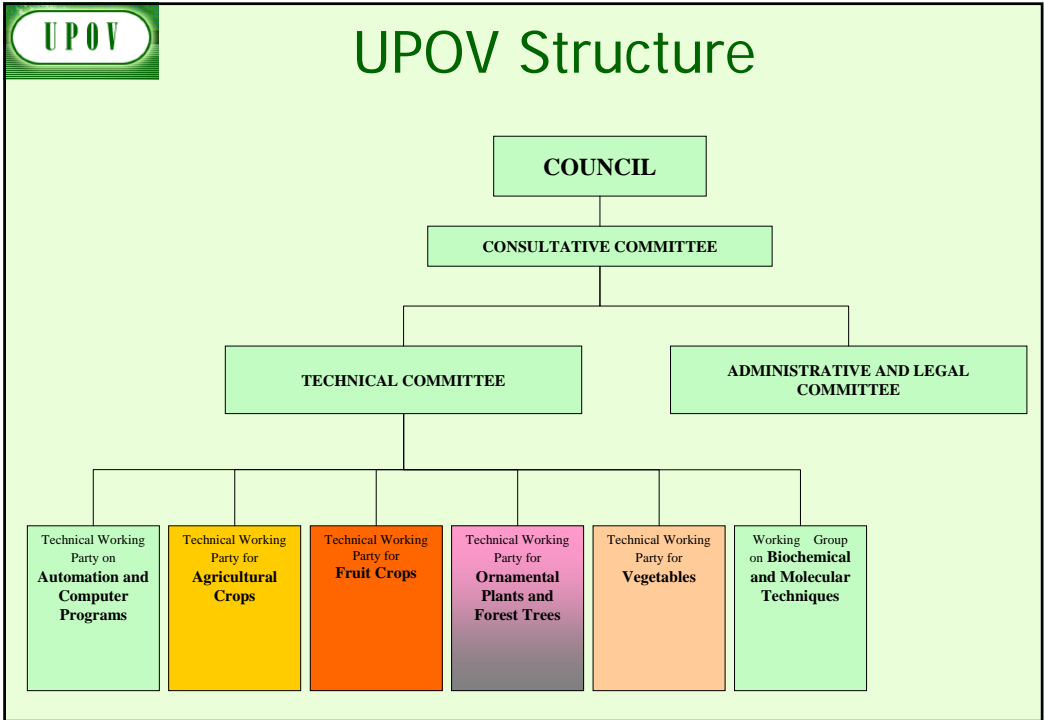 UPOV
UPOV Structure
COUNCIL
CONSULTATIVE COMMITTEE
TECHNICAL COMMITTEE
ADMINISTRATIVE AND LEGAL
COMMITTEE
Technical Working
Party on
Automation and
Computer
Programs
Technical Working
Party for
Agricultural
Crops
Technical Working
Party for
Fruit Crops
Technical Working
Party for
Ornamental
Plants and
Forest Trees
Technical Working
Party for
Vegetables
Working Group
on Biochemical
and Molecular
Techniques